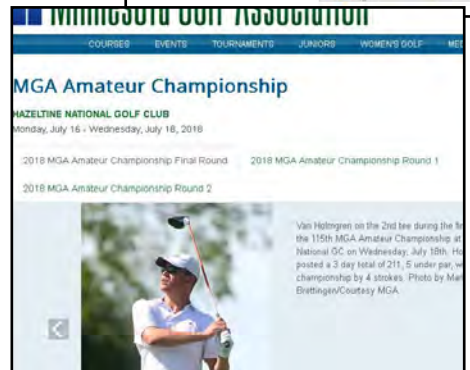 Minnesota Golf Association
COURSES EVENTS TOURNAMENTS JUNIORS WOMEN'S GOLF
MGA Amateur Championship
HAZELTINE NATIONAL GOLF CLUB
Monday, July 16 - Wednesday, July 18, 2018
2018 MGA Amateur Championship Final Round 2018 MGA Amateur Championship Round 1
2018 MGA Amateur Championship Round 2
Van Holmgren on the 2nd tee during the
the 115th MGA Amateur Championship at
National GC on Wednesday, July 18th.
posted a 3 day total of 211, 5 under par,
championship by 4 strokes. Photo by
Brettingen/Courtesy MGA.